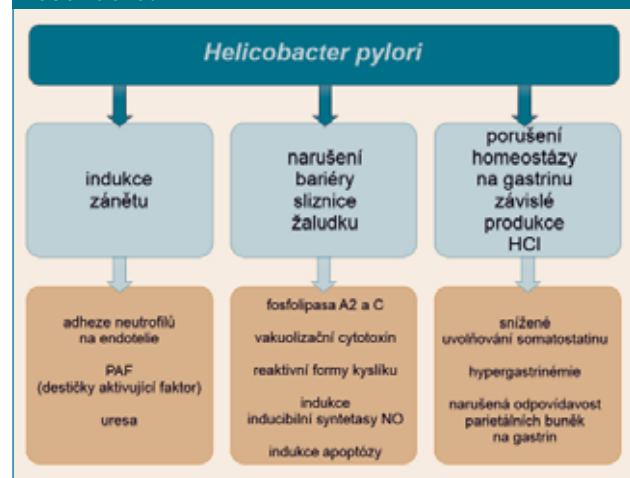 Helicobacter pylori
indukce
zánětu
narušení
bariéry
sliznice
žaludku
porušení
homeostázy
na gastrinu
závislé
produkce
HCl
adheze neutrofilů
na endotelie
PAF
(destičky aktivující faktor)
uresa
fosfolipasa A2 a C
vakuolizační cytotoxin
reaktivní formy kyslíku
indukce
inducibilní syntetasy NO
indukce apoptózy
snížené
uvolňování somatostatinu
hypergastrinémie
narušená odpovídavost
parietálních buněk
na gastrin